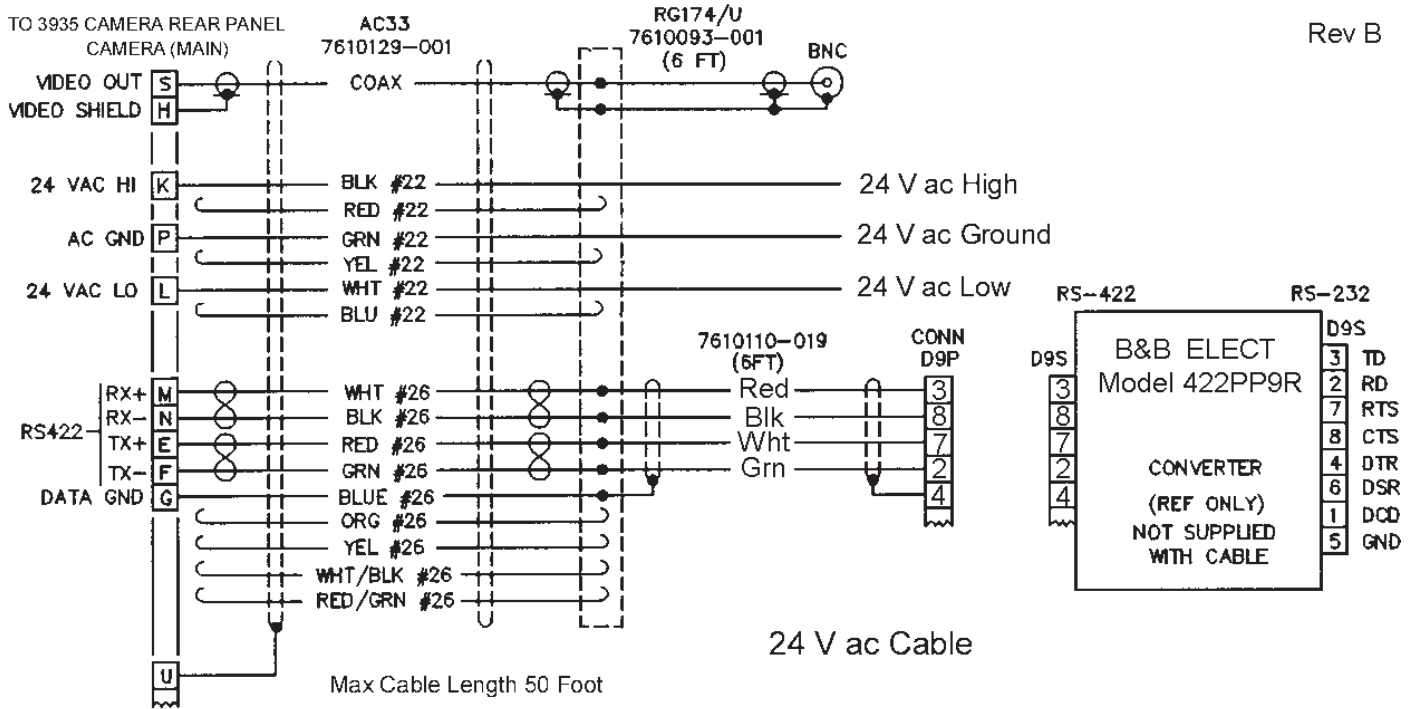 TO 3935 CAMERA REAR PANEL
CAMERA (MAIN)
AC33
7610129-001
RG174/U
7610093-001
(6 FT)
BNC
Rev B
VIDEO OUT S COAX
VIDEO SHIELD H
24 VAC HI K BLK #22 24 V ac High
RED #22
AC GND P GRN #22 24 V ac Ground
YEL #22
24 VAC LO L WHT #22 24 V ac Low
BLU #22
7610110-019
(6FT)
CONN
D9P
RS422
RX+ M WHT #26 Red 3
RX- N BLK #26 Blk 8
TX+ E RED #26 Wht 7
TX- F GRN #26 Grn 2
DATA GND G BLUE #26 4
ORG #26
YEL #26
WHT/BLK #26
RED/GRN #26
U
RS-422
RS-232
D9S
D9S
3
8
7
2
4
B&B ELECT
Model 422PP9R
CONVERTER
(REF ONLY)
NOT SUPPLIED
WITH CABLE
3 TD
2 RD
7 RTS
8 CTS
4 DTR
6 DSR
1 DCD
5 GND
24 V ac Cable
Max Cable Length 50 Foot